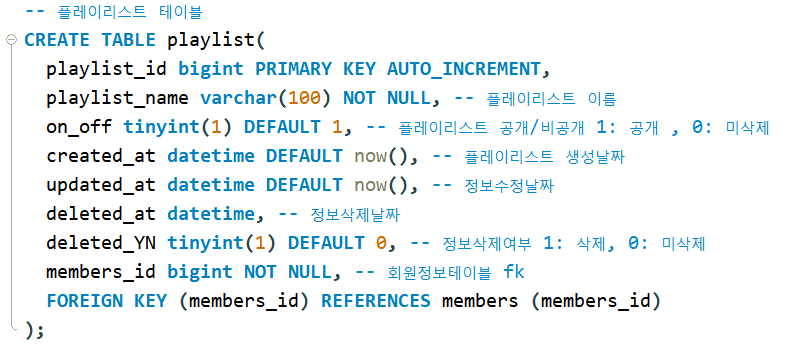 -- 플레이리스트 테이블
CREATE TABLE playlist(
playlist_id bigint PRIMARY KEY AUTO_INCREMENT,
playlist_name varchar(100) NOT NULL, -- 플레이리스트 이름
on_off tinyint(1) DEFAULT 1, -- 플레이리스트 공개/비공개 1: 공개 , 0: 미삭제
created_at datetime DEFAULT now(), -- 플레이리스트 생성날짜
updated_at datetime DEFAULT now(), -- 정보수정날짜
deleted_at datetime, -- 정보삭제날짜
deleted_YN tinyint(1) DEFAULT 0, -- 정보삭제여부 1: 삭제, 0: 미삭제
members_id bigint NOT NULL, -- 회원정보테이블 fk
FOREIGN KEY (members_id) REFERENCES members (members_id)
);